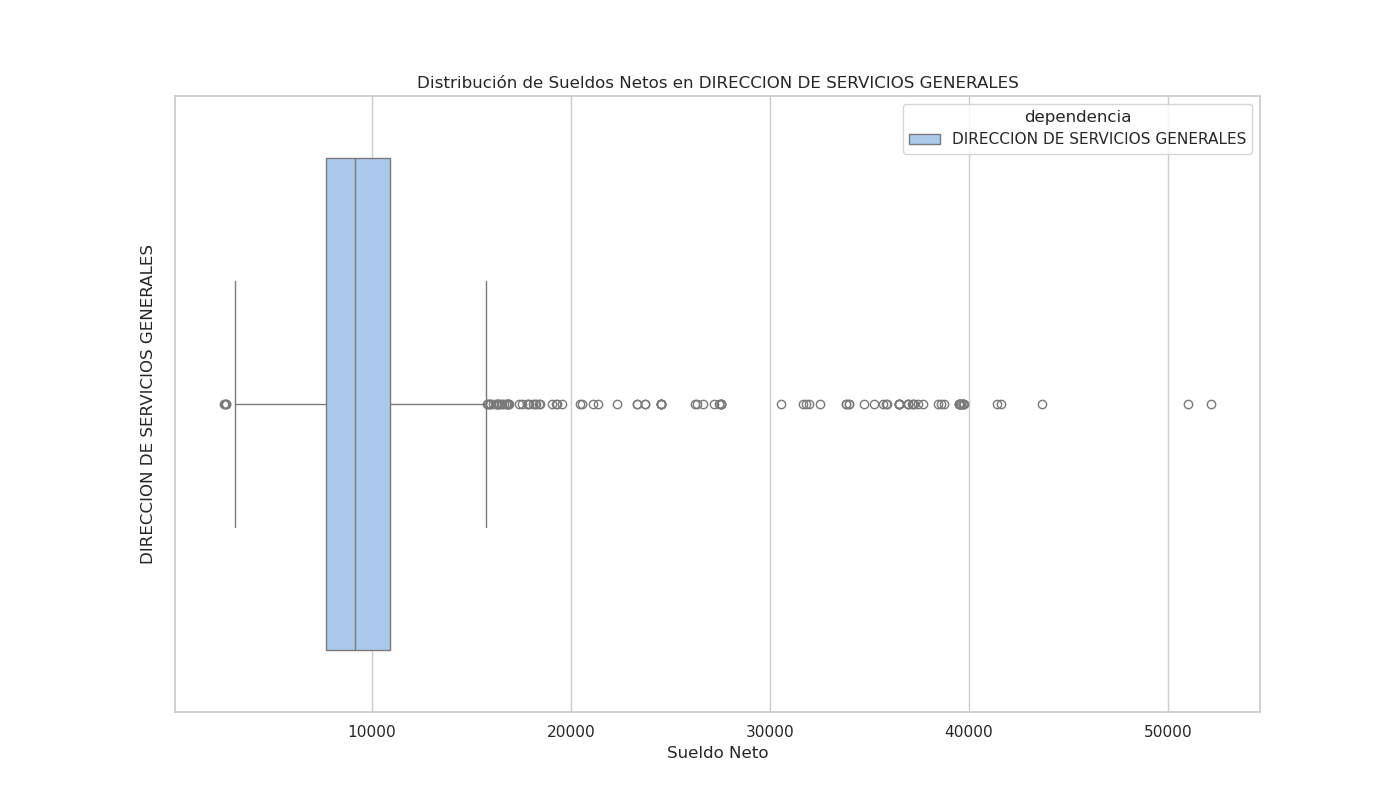 Distribución de Sueldos Netos en DIRECCION DE SERVICIOS GENERALES
dependencia
DIRECCION DE SERVICIOS GENERALES
DIRECCION DE SERVICIOS GENERALES
10000
20000
30000
40000
50000
Sueldo Neto